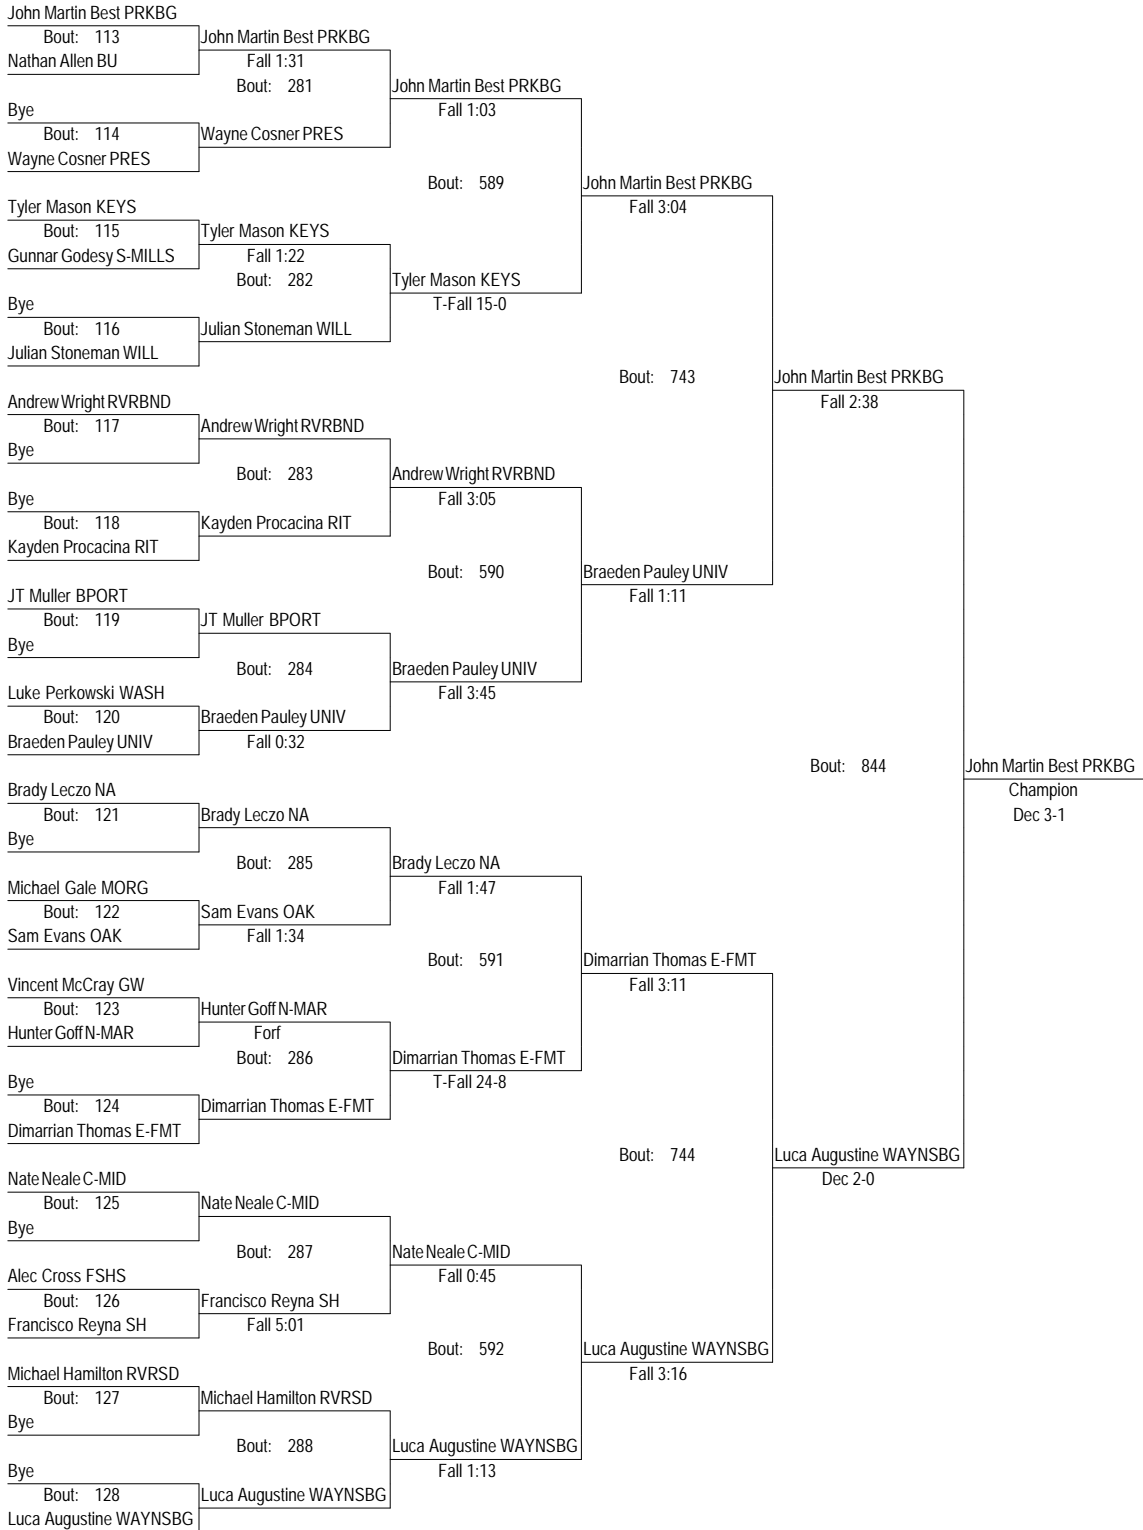 John Martin Best PRKBG
Bout: 113
Nathan Allen BU
Bye
Bout: 114
Wayne Cosner PRES
Tyler Mason KEYS
Bout: 115
Gunnar Godesy S-MILLS
Bye
Bout: 116
Julian Stoneman WILL
Andrew Wright RVRBND
Bout: 117
Bye
Bye
Bout: 118
Kayden Procacina RIT
JT Muller BPORT
Bout: 119
Bye
Luke Perkowski WASH
Bout: 120
Braeden Pauley UNIV
Brady Leczo NA
Bout: 121
Bye
Michael Gale MORG
Bout: 122
Sam Evans OAK
Vincent McCray GW
Bout: 123
Hunter Goff N-MAR
Bye
Bout: 124
Dimarrian Thomas E-FMT
Nate Neale C-MID
Bout: 125
Bye
Alec Cross FSHS
Bout: 126
Francisco Reyna SH
Michael Hamilton RVRSD
Bout: 127
Bye
Bye
Bout: 128
Luca Augustine WAYNSBG
John Martin Best PRKBG
Fall 1:31
Bout: 281
Wayne Cosner PRES
Tyler Mason KEYS
Fall 1:22
Bout: 282
Julian Stoneman WILL
Andrew Wright RVRBND
Bout: 283
Kayden Procacina RIT
JT Muller BPORT
Bout: 284
Braeden Pauley UNIV
Fall 0:32
Brady Leczo NA
Bout: 285
Sam Evans OAK
Fall 1:34
Hunter Goff N-MAR
Forf
Bout: 286
Dimarrian Thomas E-FMT
Nate Neale C-MID
Bout: 287
Francisco Reyna SH
Fall 5:01
Michael Hamilton RVRSD
Bout: 288
Luca Augustine WAYNSBG
John Martin Best PRKBG
Fall 1:03
Bout: 589
Tyler Mason KEYS
T-Fall 15-0
Andrew Wright RVRBND
Fall 3:05
Bout: 590
Braeden Pauley UNIV
Fall 3:45
Brady Leczo NA
Fall 1:47
Bout: 591
Dimarrian Thomas E-FMT
T-Fall 24-8
Nate Neale C-MID
Fall 0:45
Bout: 592
Luca Augustine WAYNSBG
Fall 1:13
John Martin Best PRKBG
Fall 3:04
Bout: 743
Braeden Pauley UNIV
Fall 1:11
Dimarrian Thomas E-FMT
Fall 3:11
Bout: 744
Luca Augustine WAYNSBG
Fall 3:16
John Martin Best PRKBG
Fall 2:38
Bout: 844
Luca Augustine WAYNSBG
Dec 2-0
John Martin Best PRKBG
Champion
Dec 3-1